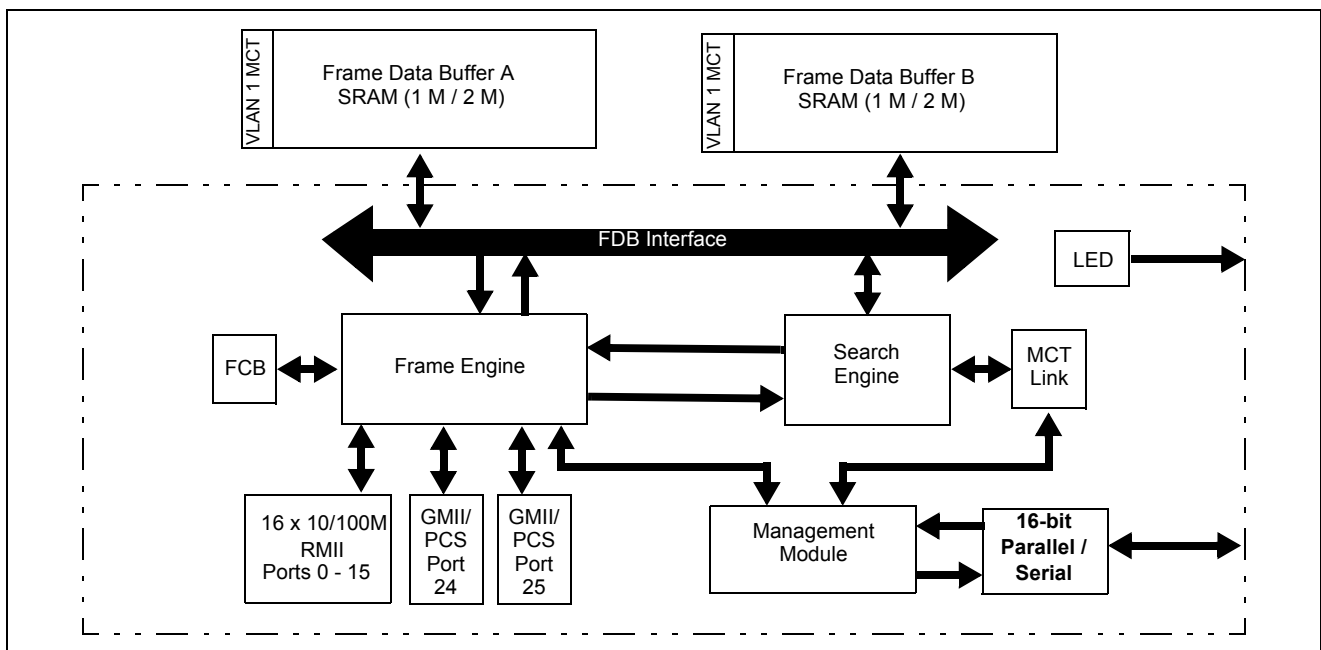 VLAN 1 MCT
Frame Data Buffer A
SRAM (1 M / 2 M)
VLAN 1 MCT
Frame Data Buffer B
SRAM (1 M / 2 M)
FDB Interface
LED
FCB
Frame Engine
Search
Engine
MCT
Link
16 x 10/100M
RMII
Ports 0 - 15
GMII/
PCS
Port
24
GMII/
PCS
Port
25
Management
Module
16-bit
Parallel /
Serial